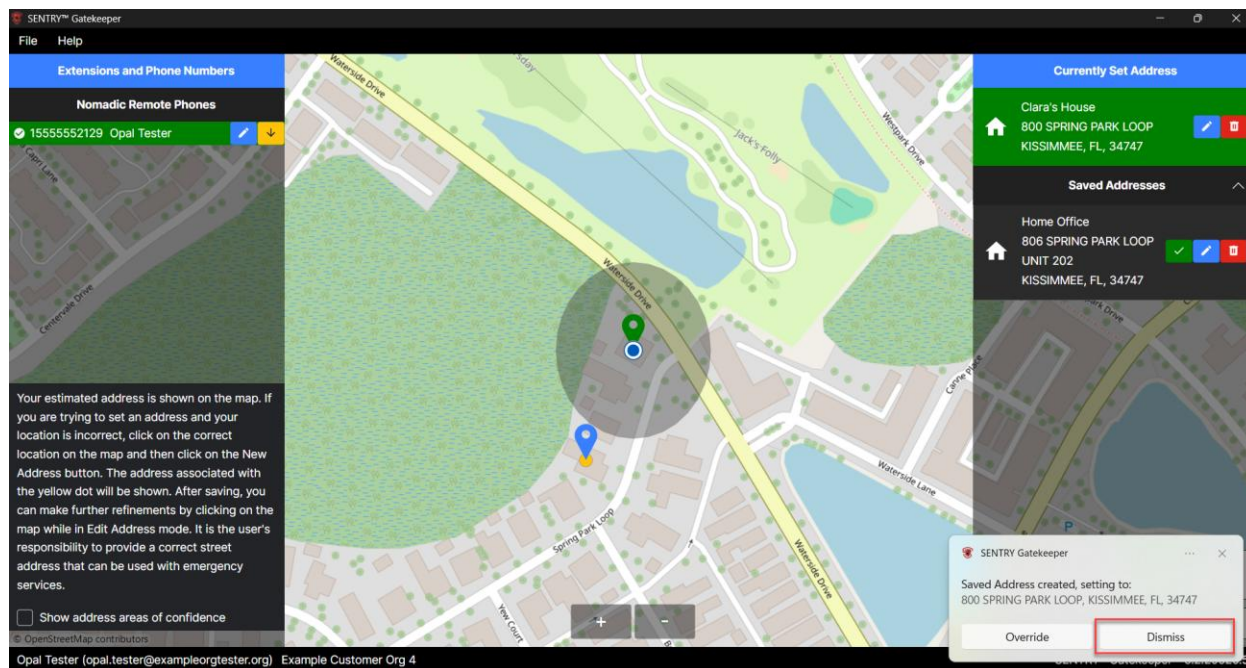 SENTRY™ Gatekeeper
File Help
Extensions and Phone Numbers
Nomadic Remote Phones
15555552129 Opal Tester
Capri Lane
Centervale Drive
Your estimated address is shown on the map. If
you are trying to set an address and your
location is incorrect, click on the correct
location on the map and then click on the New
Address button. The address associated with
the yellow dot will be shown. After saving, you
can make further refinements by clicking on the
map while in Edit Address mode. It is the user's
responsibility to provide a correct street
address that can be used with emergency
services.
Show address areas of confidence
© OpenStreetMap contributors
Waterside Drive
Jack's Folly
Westpark Drive
Waterside Drive
Canne Place
Waterside Lane
Spring Park Loop
Waterside Drive
Yew Court
+ -
Currently Set Address
Clara's House
800 SPRING PARK LOOP
KISSIMMEE, FL, 34747
Saved Addresses
Home Office
806 SPRING PARK LOOP
UNIT 202
KISSIMMEE, FL, 34747
P
SENTRY Gatekeeper
Saved Address created, setting to:
800 SPRING PARK LOOP, KISSIMMEE, FL, 34747
Override Dismiss
Opal Tester (opal.tester@exampleorgtester.org) Example Customer Org 4